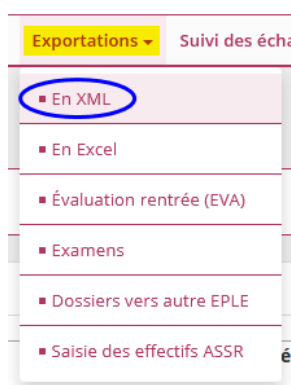 Exportations Suivi des écha
En XML
En Excel
Évaluation rentrée (EVA)
Examens
Dossiers vers autre EPLE
Saisie des effectifs ASSR
é